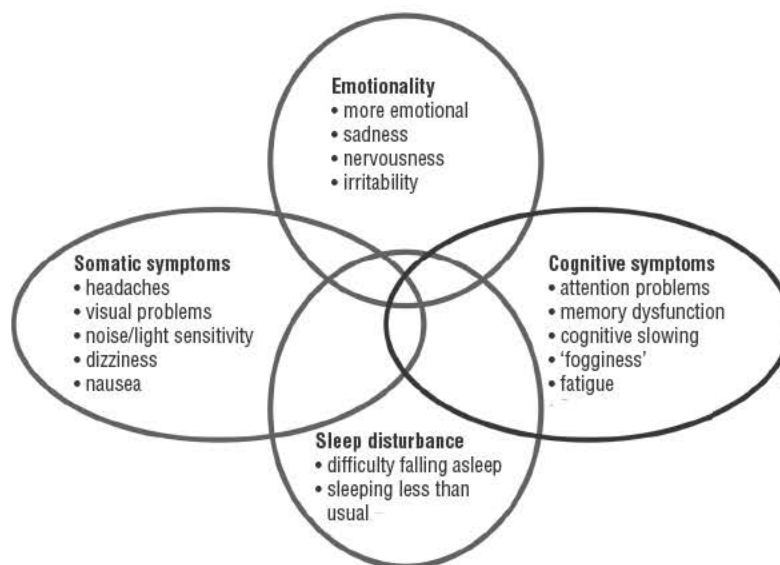 Emotionality
• more emotional
• sadness
• nervousness
• irritability
Somatic symptoms
• headaches
• visual problems
• noise/light sensitivity
• dizziness
• nausea
Cognitive symptoms
• attention problems
• memory dysfunction
• cognitive slowing
• ‘fogginess’
• fatigue
Sleep disturbance
• difficulty falling asleep
• sleeping less than
usual